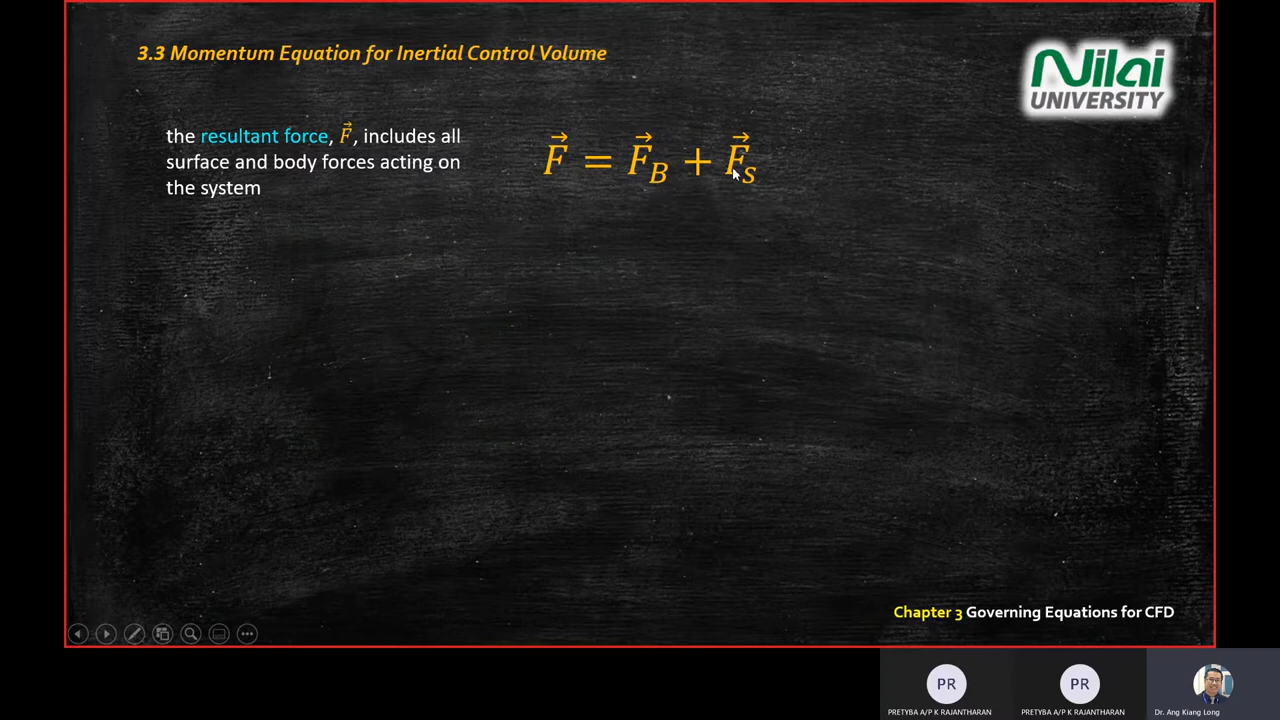 3.3 Momentum Equation for Inertial Control Volume
Nilai
UNIVERSITY
the resultant force, F⃗, includes all
surface and body forces acting on
the system
F⃗ = F⃗_B + F⃗_s
Chapter 3 Governing Equations for CFD
PR
PR
PRETYBA A/P K RAJANTHARAN
PRETYBA A/P K RAJANTHARAN
Dr. Ang Kiang Long